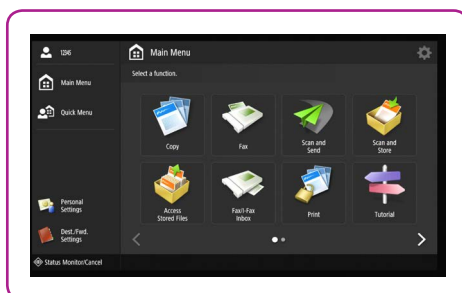 12345
Main Menu
Select a function.
Main Menu
Quick Menu
Copy
Fax
Scan and
Send
Scan and
Store
Access
Stored Files
Fax/I-Fax
Inbox
Print
Tutorial
Personal
Settings
Dest./Fwd.
Settings
Status Monitor/Cancel